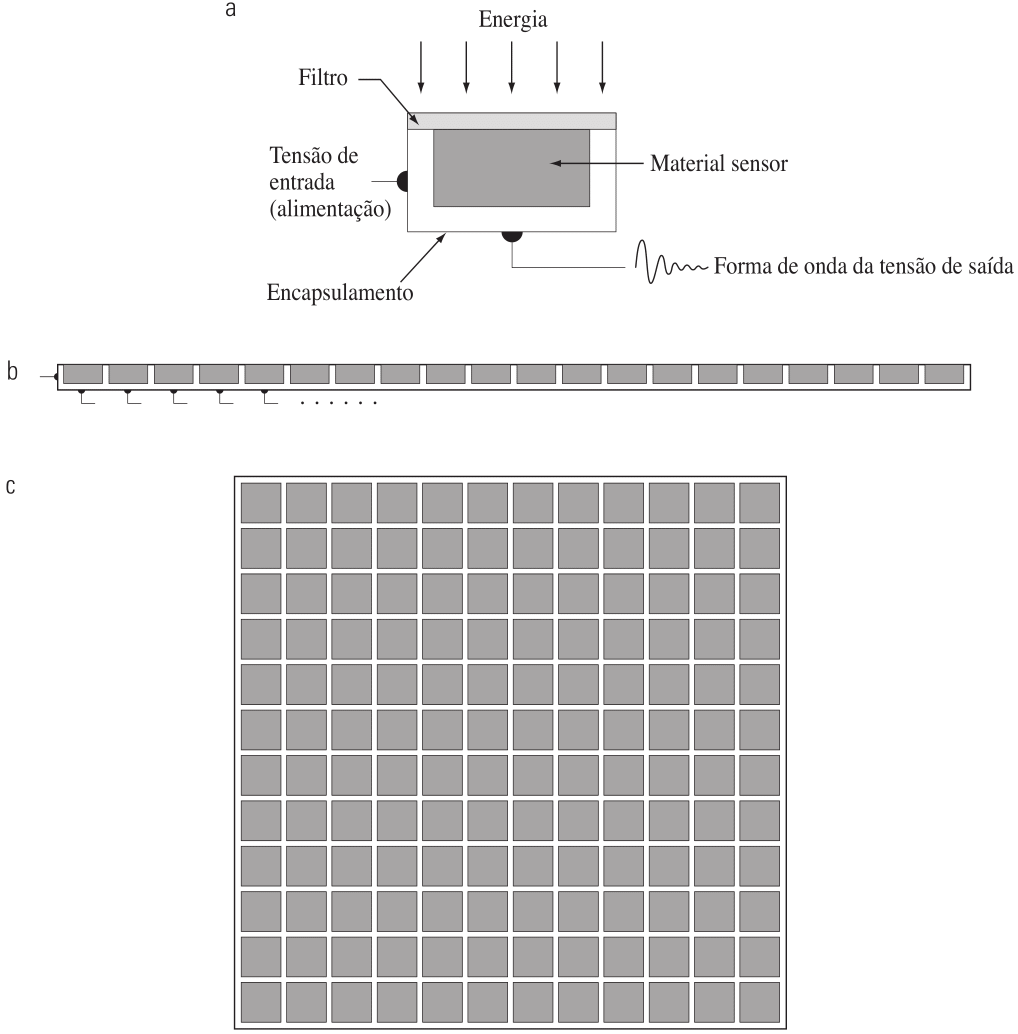 a
Energia
Filtro
Tensão de
entrada
(alimentação)
Material sensor
Forma de onda da tensão de saída
Encapsulamento
b
c